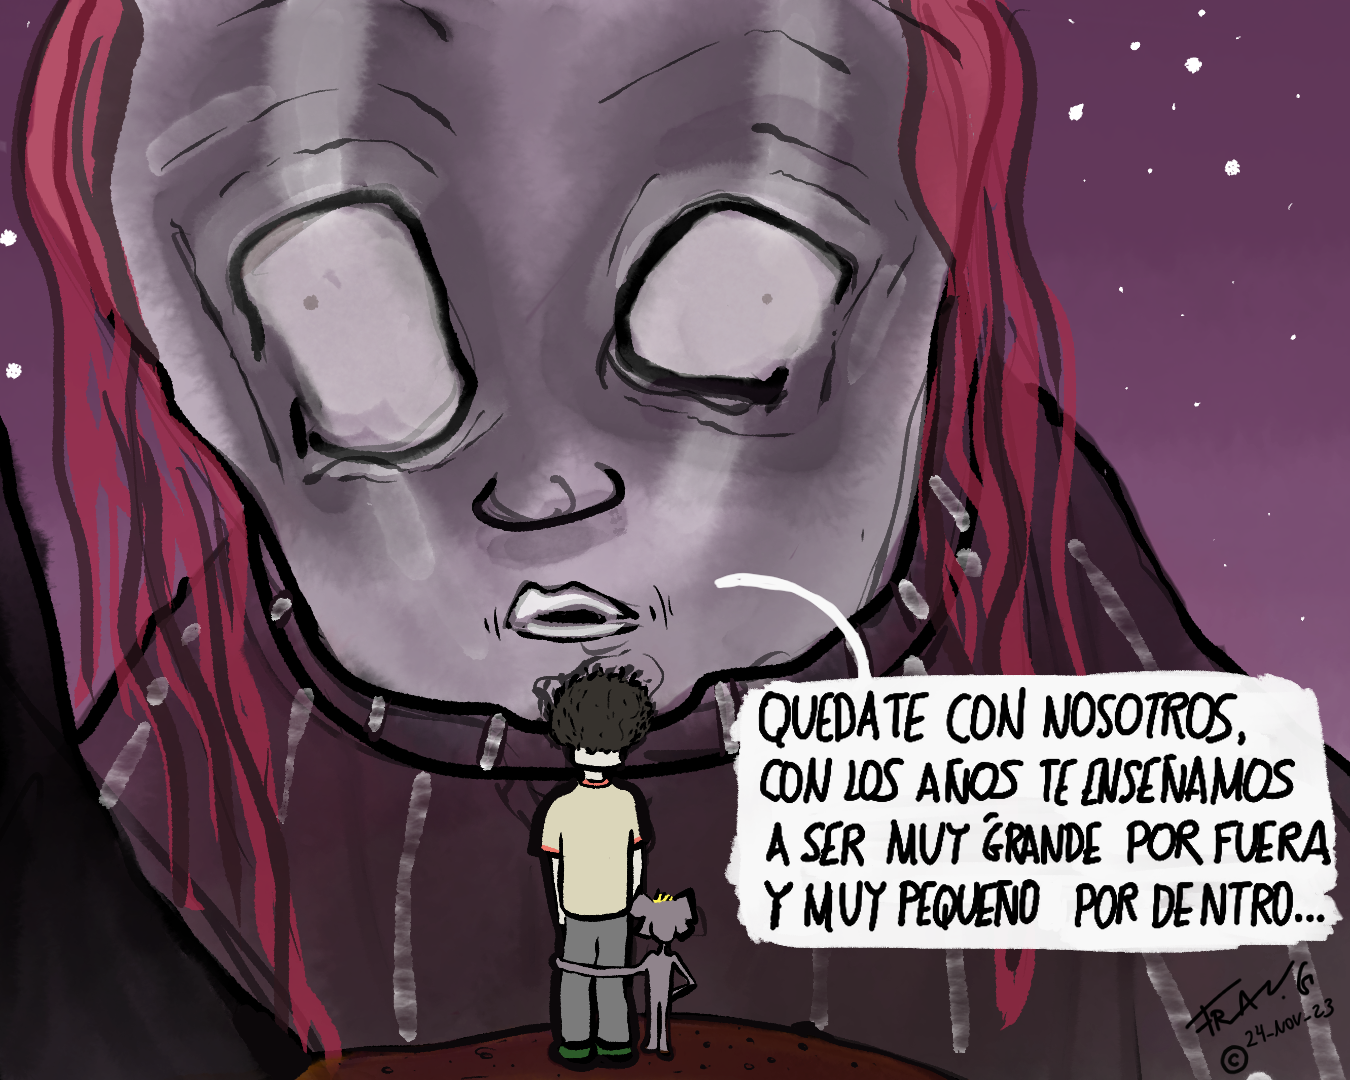 QUEDATE CON NOSOTROS,
CON LOS AÑOS TE ENSEÑAMOS
A SER MUY GRANDE POR FUERA
Y MUY PEQUEÑO POR DENTRO...
FRAN.G
© 24-NOV-23